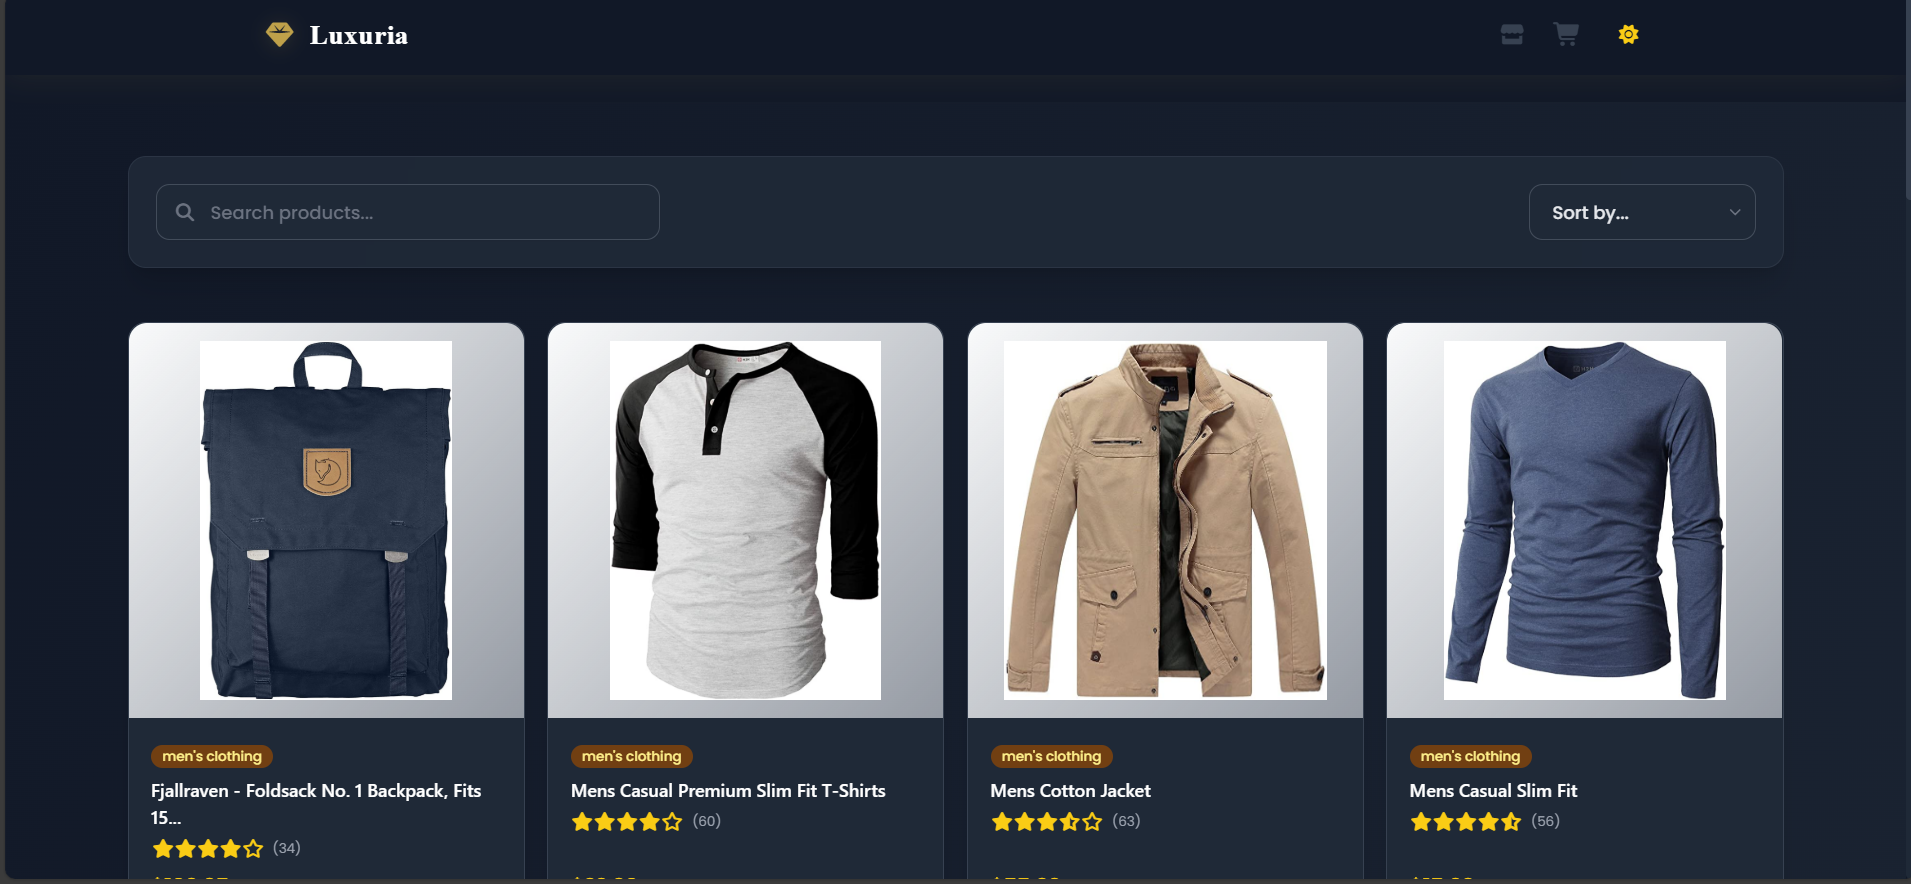 Luxuria
Search products...
Sort by...
men's clothing
Fjallraven - Foldsack No. 1 Backpack, Fits
15...
(34)
men's clothing
Mens Casual Premium Slim Fit T-Shirts
(60)
men's clothing
Mens Cotton Jacket
(63)
men's clothing
Mens Casual Slim Fit
(56)